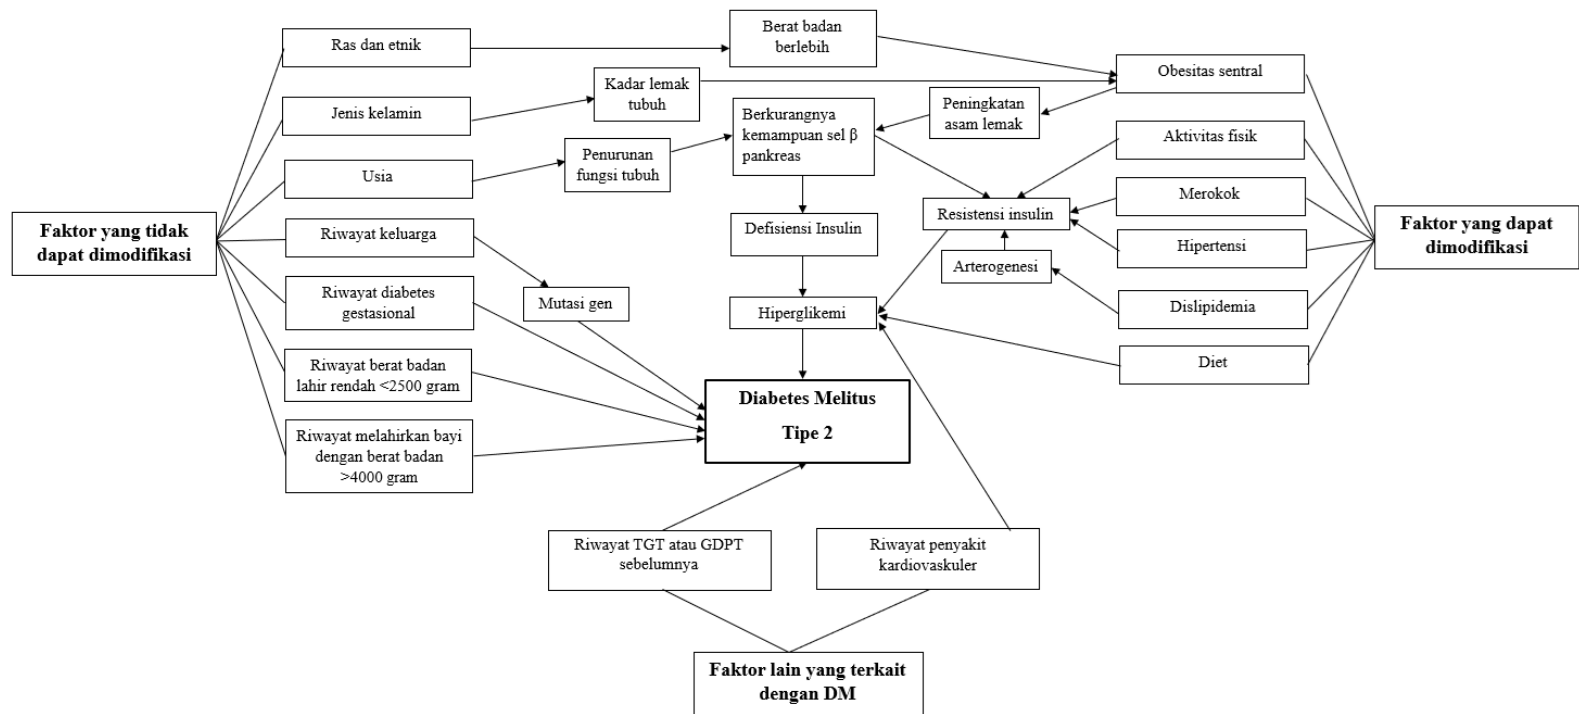 Ras dan etnik
Berat badan
berlebih
Obesitas sentral
Jenis kelamin
Kadar lemak
tubuh
Peningkatan
asam lemak
Berkurangnya
kemampuan sel β
pankreas
Aktivitas fisik
Usia
Penurunan
fungsi tubuh
Merokok
Faktor yang tidak
dapat dimodifikasi
Riwayat keluarga
Defisiensi Insulin
Resistensi insulin
Hipertensi
Faktor yang dapat
dimodifikasi
Arterogenesi
Riwayat diabetes
gestasional
Mutasi gen
Hiperglikemi
Dislipidemia
Riwayat berat badan
lahir rendah <2500 gram
Diet
Diabetes Melitus
Tipe 2
Riwayat melahirkan bayi
dengan berat badan
>4000 gram
Riwayat TGT atau GDPT
sebelumnya
Riwayat penyakit
kardiovaskuler
Faktor lain yang terkait
dengan DM